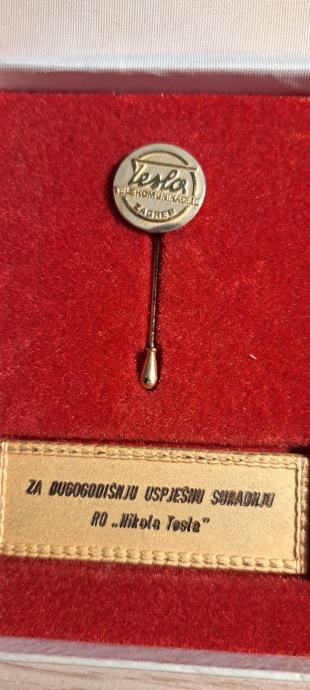 Tesla
TELEKOMUNIKACIJE
ZAGREB
ZA DUGOGODIŠNJU USPJEŠNU SURADNJU
RO „Nikola Tesla"